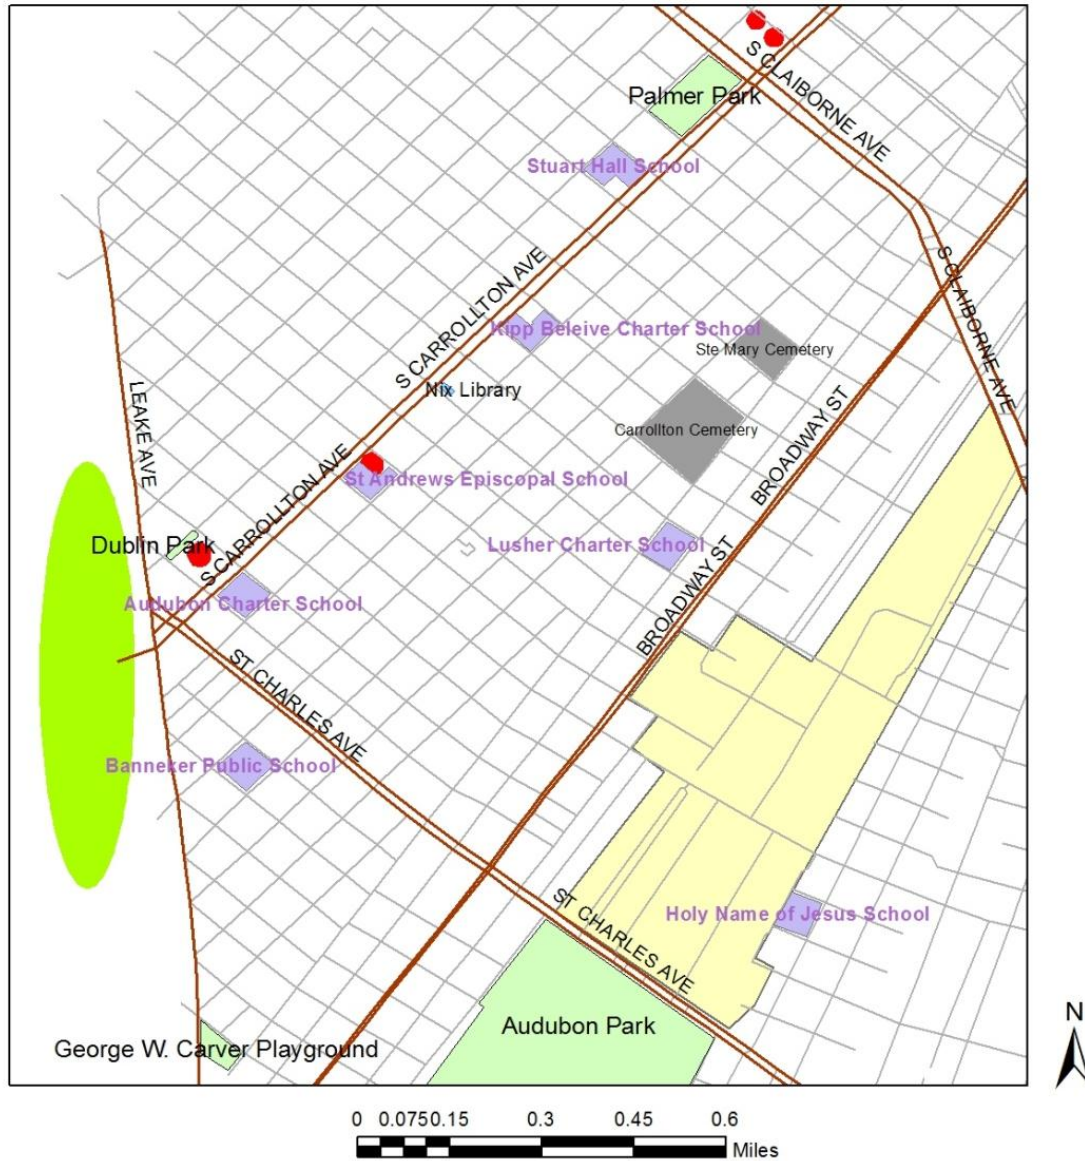 S CLAIBORNE AVE
Palmer Park
Stuart Hall School
S CLAIBORNE AVE
S CARROLLTON AVE
Kipp Beleive Charter School
Ste Mary Cemetery
Nix Library
LEAKE AVE
Carrollton Cemetery
BROADWAY ST
S CARROLLTON AVE
St Andrews Episcopal School
Dublin Park
Lusher Charter School
BROADWAY ST
Audubon Charter School
ST CHARLES AVE
Banneker Public School
Holy Name of Jesus School
ST CHARLES AVE
Audubon Park
George W. Carver Playground
N
0 0.075 0.15 0.3 0.45 0.6
Miles